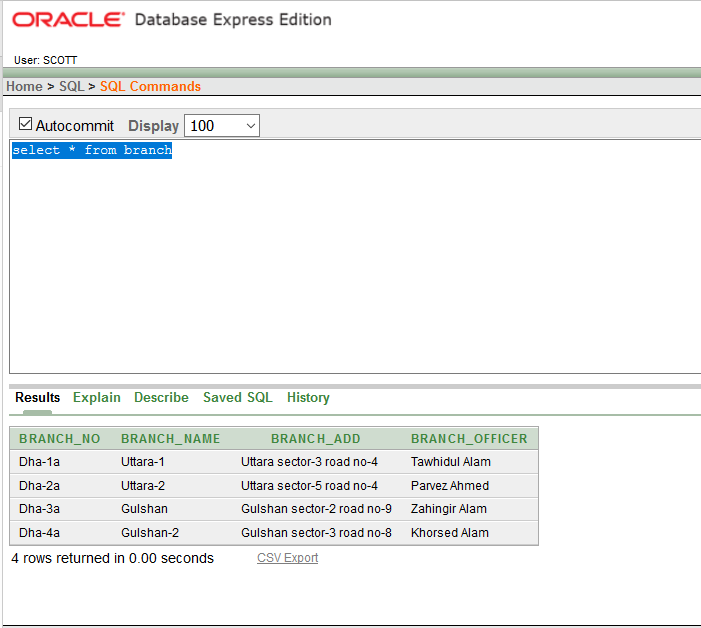 ORACLE® Database Express Edition
User: SCOTT
Home > SQL > SQL Commands
Autocommit Display 100
select * from branch
Results Explain Describe Saved SQL History
BRANCH_NO BRANCH_NAME BRANCH_ADD BRANCH_OFFICER
Dha-1a Uttara-1 Uttara sector-3 road no-4 Tawhidul Alam
Dha-2a Uttara-2 Uttara sector-5 road no-4 Parvez Ahmed
Dha-3a Gulshan Gulshan sector-2 road no-9 Zahingir Alam
Dha-4a Gulshan-2 Gulshan sector-3 road no-8 Khorsed Alam
4 rows returned in 0.00 seconds CSV Export